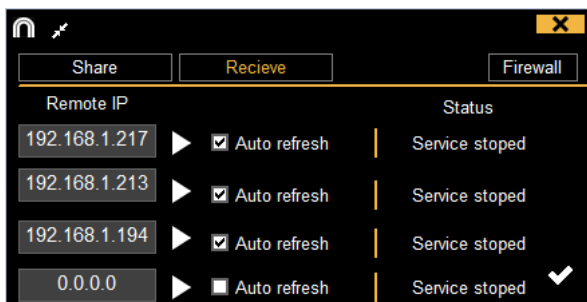 Share Recieve Firewall
Remote IP Status
192.168.1.217 Auto refresh Service stoped
192.168.1.213 Auto refresh Service stoped
192.168.1.194 Auto refresh Service stoped
0.0.0.0 Auto refresh Service stoped